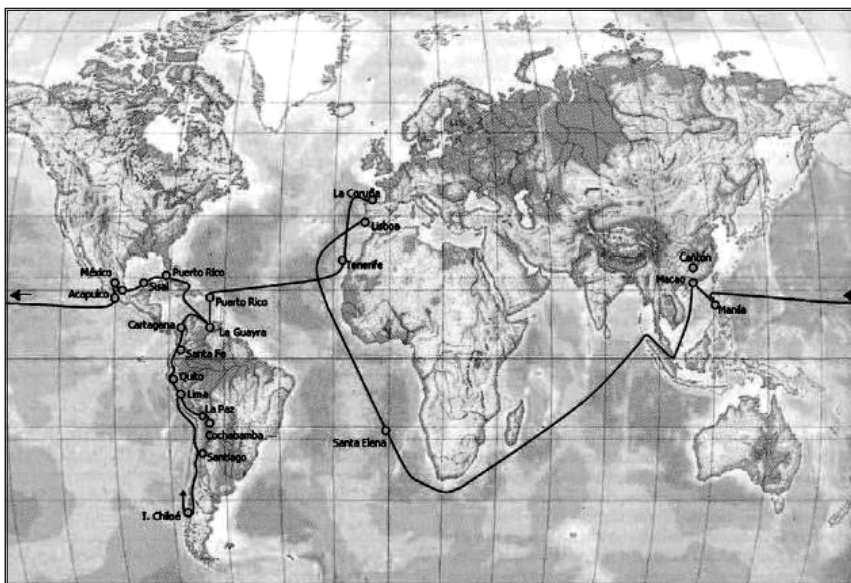 La Coruña
Lisboa
Tenerife
México
Puerto Rico
Sisal
Acapulco
Puerto Rico
Cartagena
La Guayra
Santa Fé
Quito
Lima
La Paz
Cochabamba
Santiago
I. Chiloé
Santa Elena
Cantón
Macao
Manila